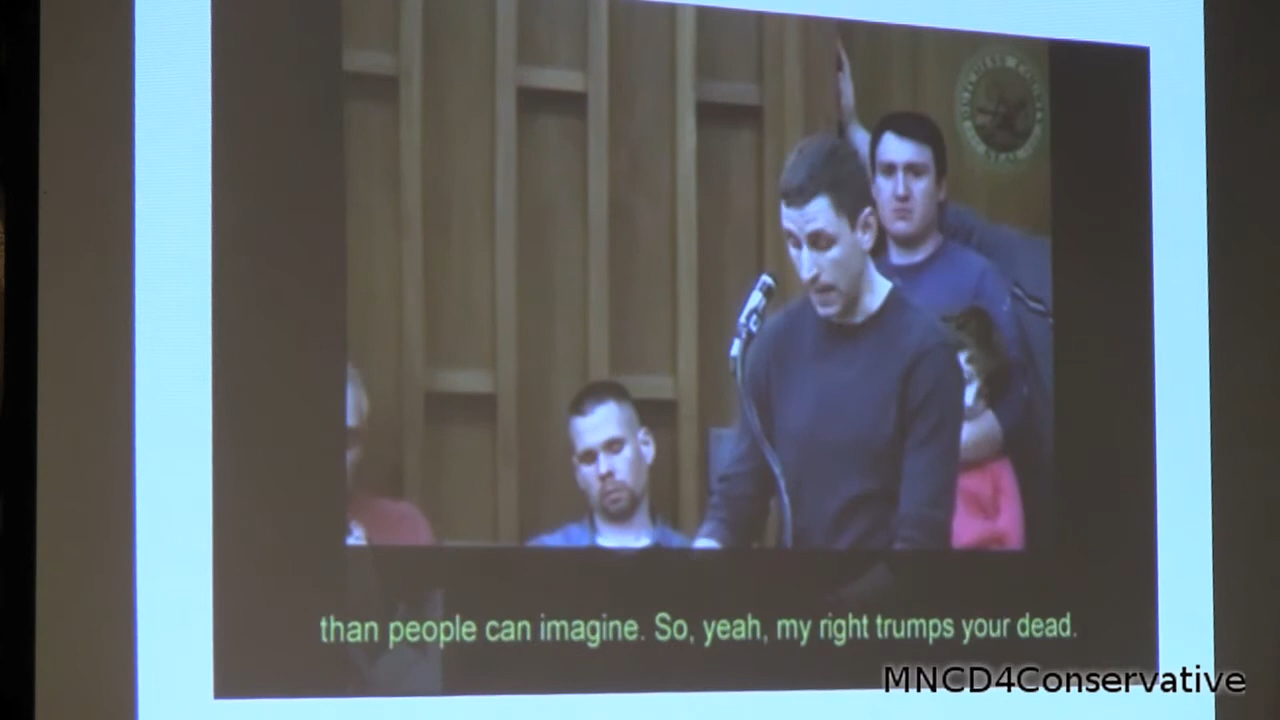 than people can imagine. So, yeah, my right trumps your dead.
MNCD4Conservative